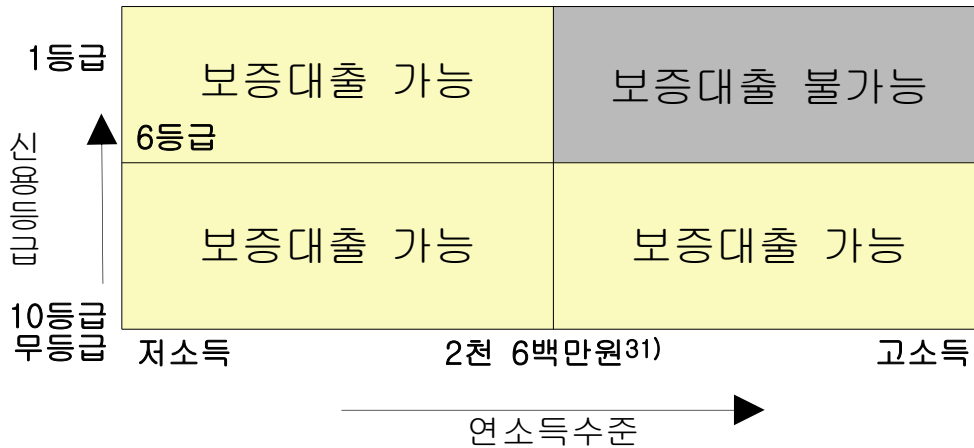 1등급
보증대출 가능
보증대출 불가능
6등급
신용등급
보증대출 가능
보증대출 가능
10등급
무등급
저소득
2천 6백만원31)
고소득
연소득수준